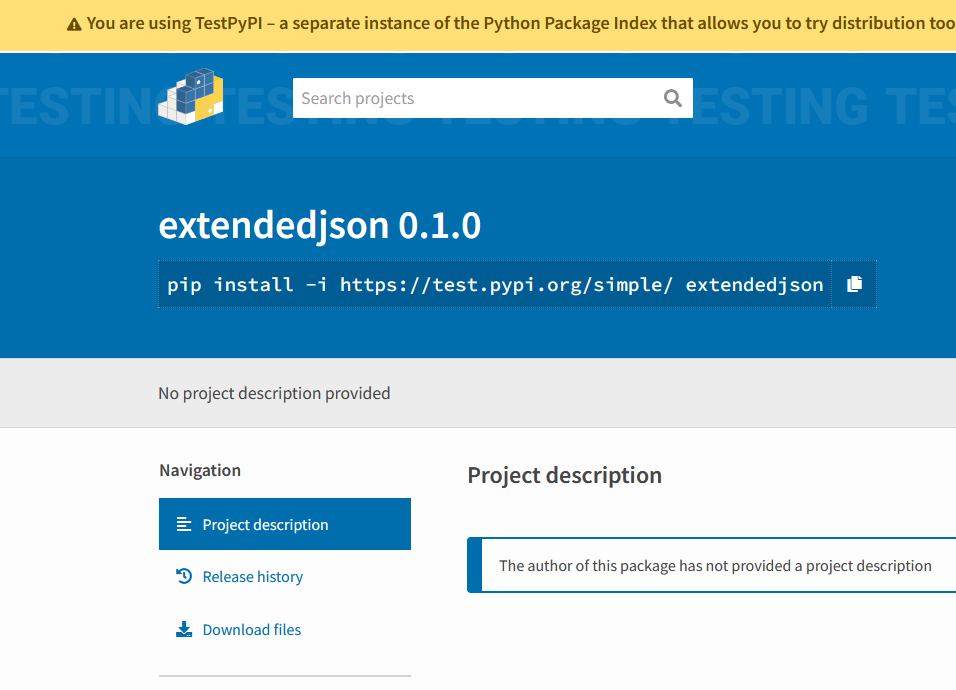 You are using TestPyPI – a separate instance of the Python Package Index that allows you to try distribution too
TESTING TESTING TESTING TESTING TES
Search projects
extendedjson 0.1.0
pip install -i https://test.pypi.org/simple/ extendedjson
No project description provided
Navigation
Project description
Project description
The author of this package has not provided a project description
Release history
Download files